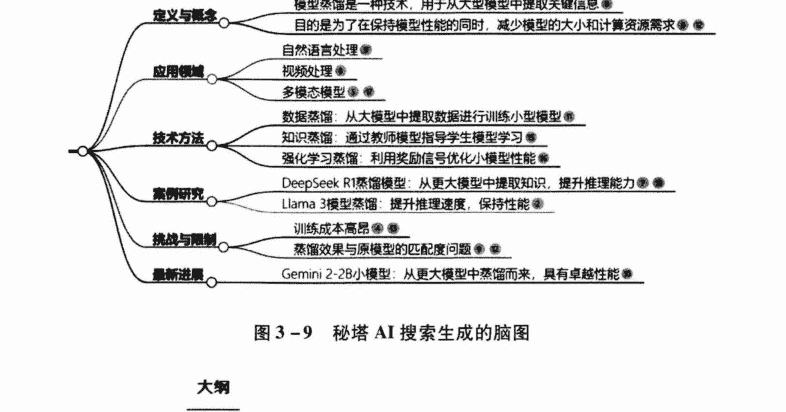 模型蒸馏是一种技术，用于从大型模型中提取关键信息
定义与概念
目的是为了在保持模型性能的同时，减少模型的大小和计算资源需求
自然语言处理
应用领域
视频处理
多模态模型
数据蒸馏：从大模型中提取数据进行训练小型模型
技术方法
知识蒸馏：通过教师模型指导学生模型学习
强化学习蒸馏：利用奖励信号优化小模型性能
DeepSeek R1蒸馏模型：从更大模型中提取知识，提升推理能力
案例研究
Llama 3模型蒸馏：提升推理速度，保持性能
训练成本高昂
挑战与限制
蒸馏效果与原模型的匹配度问题
最新进展
Gemini 2-2B小模型：从更大模型中蒸馏而来，具有卓越性能
图 3-9 秘塔 AI 搜索生成的脑图
大纲